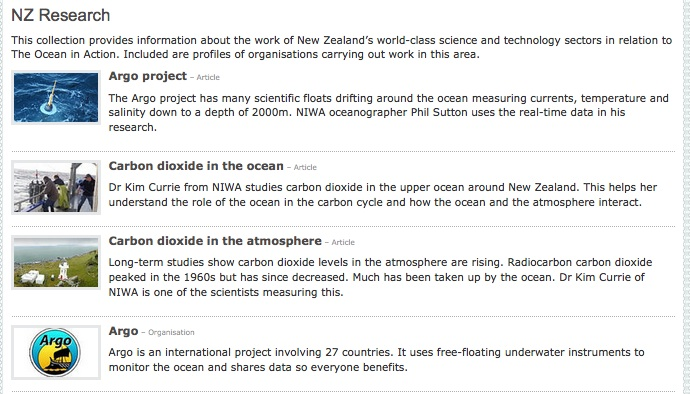 NZ Research
This collection provides information about the work of New Zealand's world-class science and technology sectors in relation to
The Ocean in Action. Included are profiles of organisations carrying out work in this area.
Argo project – Article
The Argo project has many scientific floats drifting around the ocean measuring currents, temperature and
salinity down to a depth of 2000m. NIWA oceanographer Phil Sutton uses the real-time data in his
research.
Carbon dioxide in the ocean – Article
Dr Kim Currie from NIWA studies carbon dioxide in the upper ocean around New Zealand. This helps her
understand the role of the ocean in the carbon cycle and how the ocean and the atmosphere interact.
Carbon dioxide in the atmosphere – Article
Long-term studies show carbon dioxide levels in the atmosphere are rising. Radiocarbon carbon dioxide
peaked in the 1960s but has since decreased. Much has been taken up by the ocean. Dr Kim Currie of
NIWA is one of the scientists measuring this.
Argo
Argo – Organisation
Argo is an international project involving 27 countries. It uses free-floating underwater instruments to
monitor the ocean and shares data so everyone benefits.